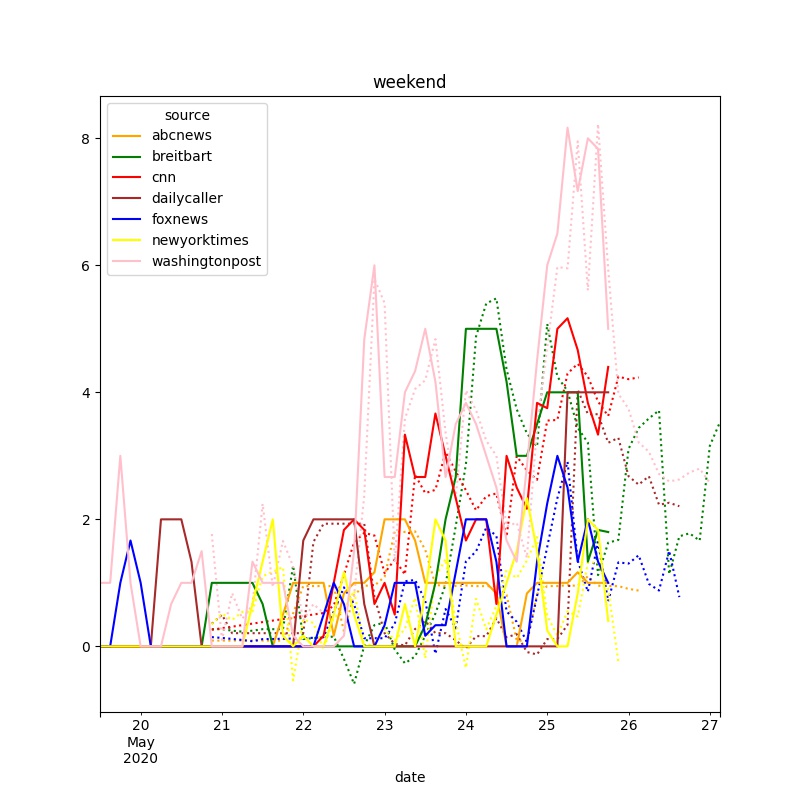 weekend
source
abcnews
breitbart
cnn
dailycaller
foxnews
newyorktimes
washingtonpost
8
6
4
2
0
20 21 22 23 24 25 26 27
May
2020
date